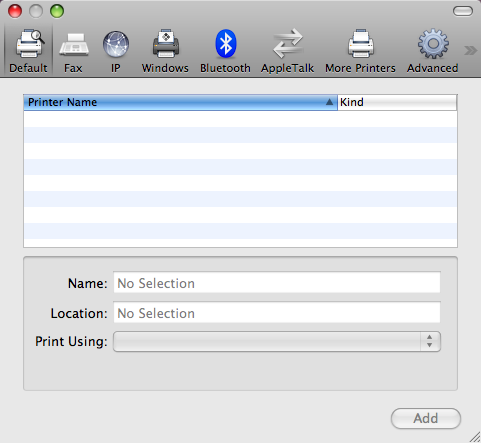 Default Fax IP Windows Bluetooth AppleTalk More Printers Advanced
Printer Name Kind
Name: No Selection
Location: No Selection
Print Using:
Add